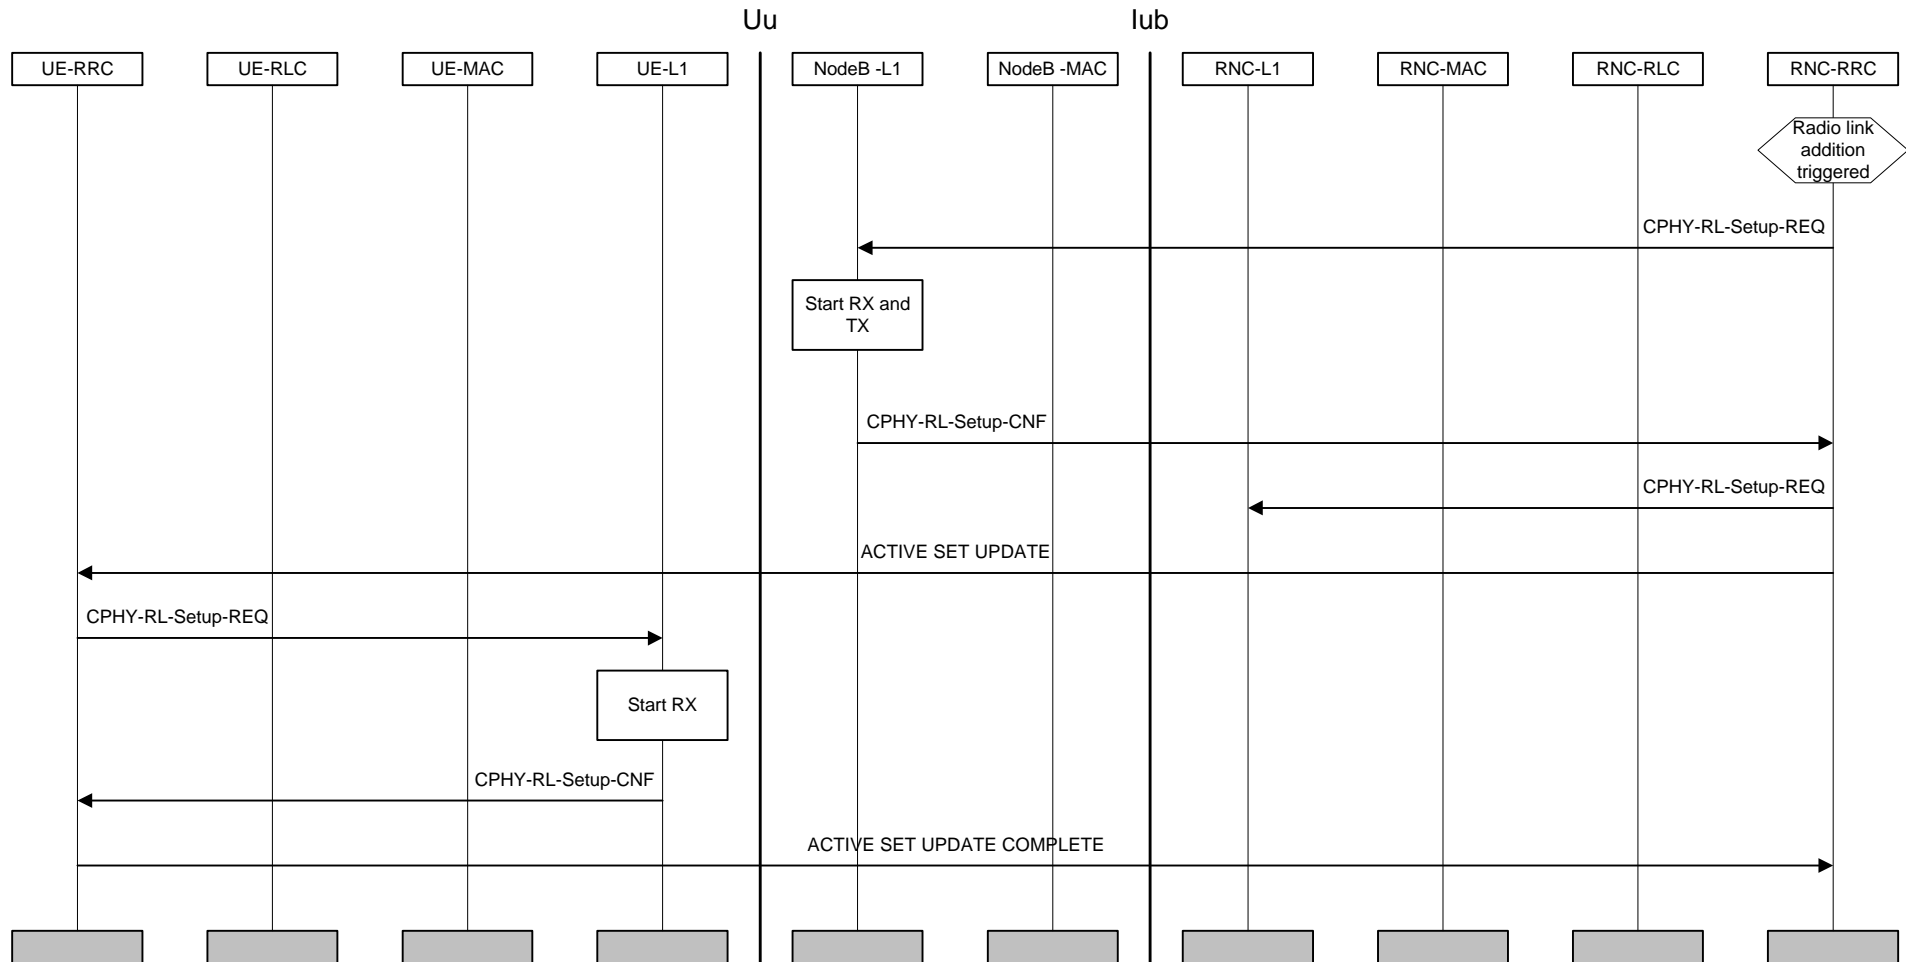 Uu
Iub
UE-RRC
UE-RLC
UE-MAC
UE-L1
NodeB -L1
NodeB -MAC
RNC-L1
RNC-MAC
RNC-RLC
RNC-RRC
Radio link
addition
triggered
CPHY-RL-Setup-REQ
Start RX and
TX
CPHY-RL-Setup-CNF
CPHY-RL-Setup-REQ
ACTIVE SET UPDATE
CPHY-RL-Setup-REQ
Start RX
CPHY-RL-Setup-CNF
ACTIVE SET UPDATE COMPLETE